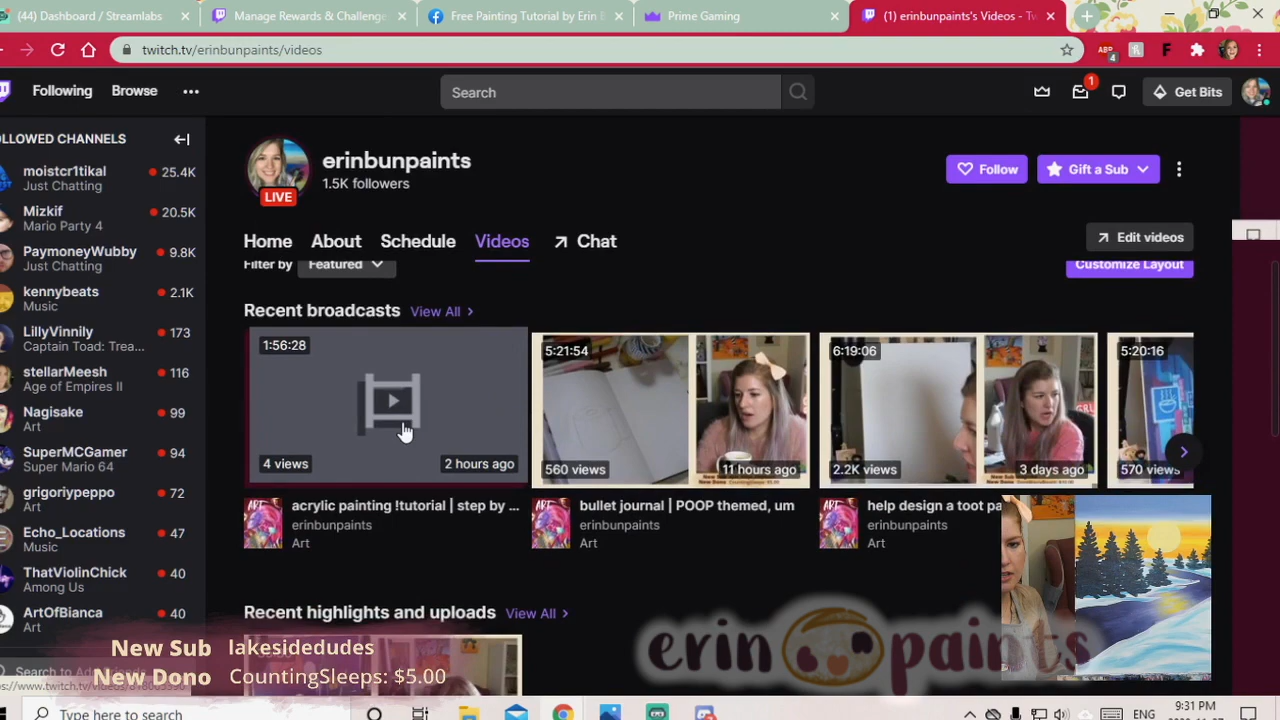 (44) Dashboard / Streamlabs
Manage Rewards & Challenge
Free Painting Tutorial by Erin
Prime Gaming
(1) erinbunpaints's Videos - Tw
twitch.tv/erinbunpaints/videos
ABP
4
F
Following
Browse
Search
1
Get Bits
FOLLOWED CHANNELS
moistcr1tikal
25.4K
Just Chatting
Mizkif
20.5K
Mario Party 4
PaymoneyWubby
9.8K
Just Chatting
kennybeats
2.1K
Music
LillyVinnily
173
Captain Toad: Trea...
stellarMeesh
116
Age of Empires II
Nagisake
99
Art
SuperMCGamer
94
Super Mario 64
grigoriypeppo
72
Art
Echo_Locations
47
Music
ThatViolinChick
40
Among Us
ArtOfBianca
40
Art
LIVE
erinbunpaints
1.5K followers
Follow
Gift a Sub
Home
About
Schedule
Videos
Chat
Edit videos
Filter by
Featured
Customize Layout
Recent broadcasts
View All
1:56:28
4 views
2 hours ago
ART
acrylic painting !tutorial | step by ...
erinbunpaints
Art
5:21:54
560 views
11 hours ago
ART
bullet journal | POOP themed, um
erinbunpaints
Art
6:19:06
2.2K views
3 days ago
ART
help design a toot pa
erinbunpaints
Art
5:20:16
570 views
Recent highlights and uploads
View All
New Sub lakesidedudes
New Dono CountingSleeps: $5.00
erin paints
Type here to search
9:31 PM